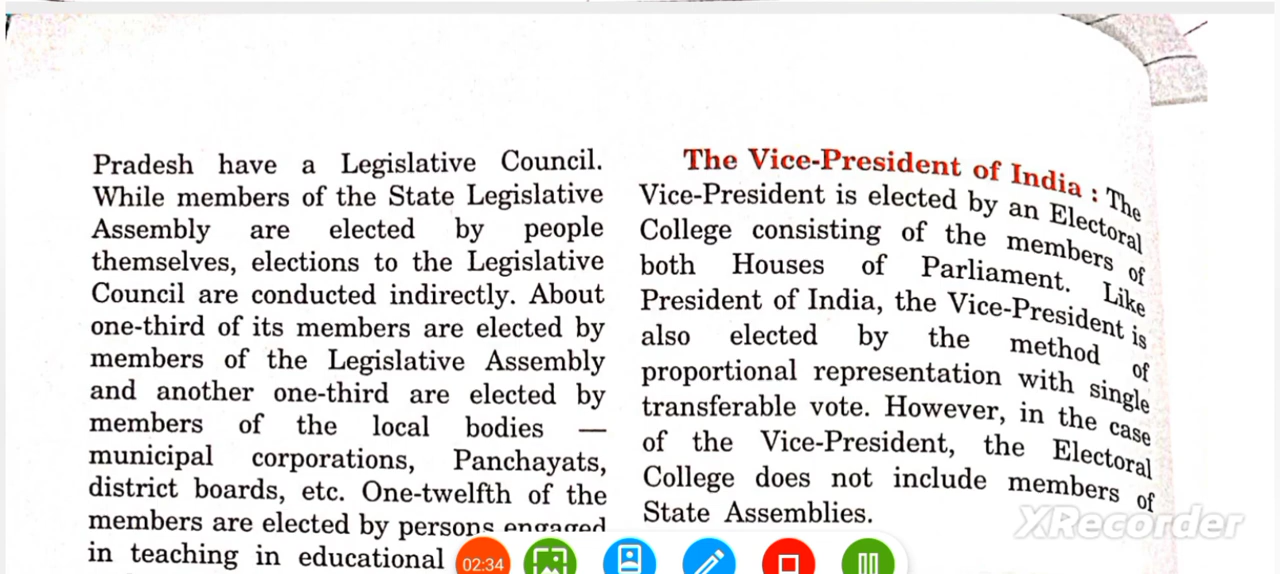 Pradesh have a Legislative Council.
While members of the State Legislative
Assembly are elected by people
themselves, elections to the Legislative
Council are conducted indirectly. About
one-third of its members are elected by
members of the Legislative Assembly
and another one-third are elected by
members of the local bodies —
municipal corporations, Panchayats,
district boards, etc. One-twelfth of the
members are elected by persons engaged
in teaching in educational
The Vice-President of India : The
Vice-President is elected by an Electoral
College consisting of the members of
both Houses of Parliament. Like
President of India, the Vice-President is
also elected by the method of
proportional representation with single
transferable vote. However, in the case
of the Vice-President, the Electoral
College does not include members of
State Assemblies.
XRecorder
02:34